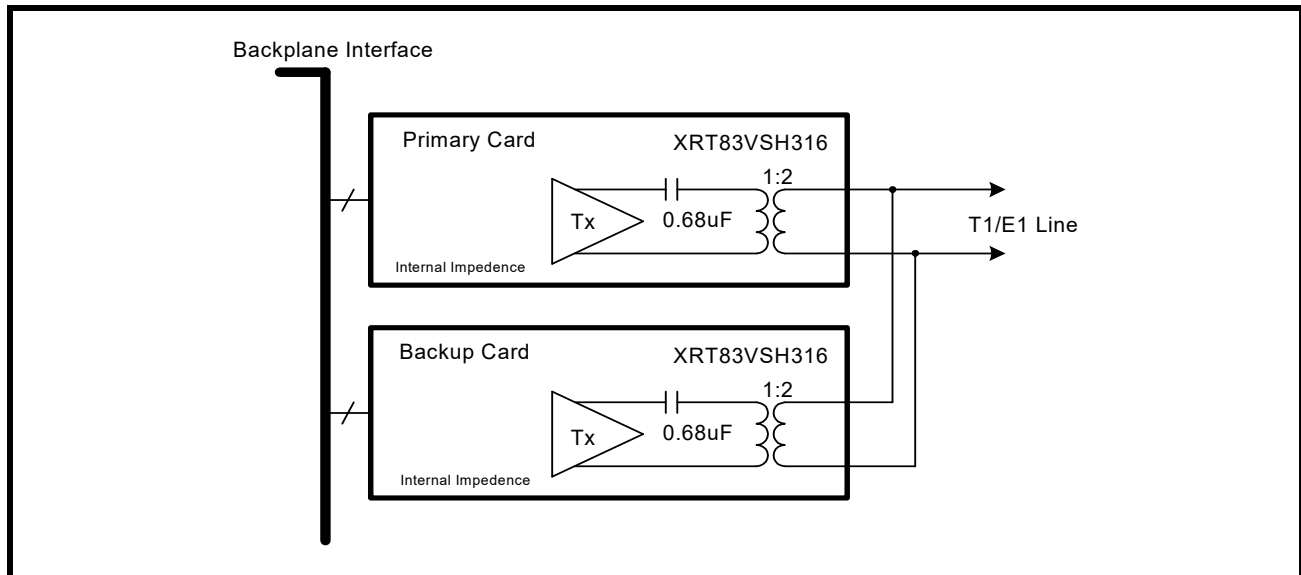 Backplane Interface
Primary Card
XRT83VSH316
1:2
Tx
0.68uF
Internal Impedence
T1/E1 Line
Backup Card
XRT83VSH316
1:2
Tx
0.68uF
Internal Impedence